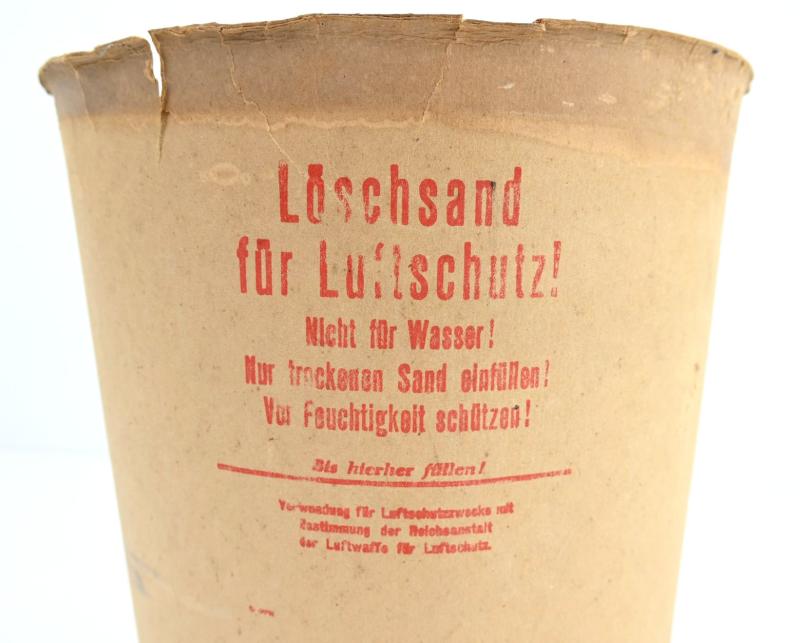 Löschsand
für Luftschutz!
Nicht für Wasser!
Nur trockenen Sand einfüllen!
Vor Feuchtigkeit schützen!
Bis hierher füllen!
Verwendung für Luftschutzzwecke mit
Zustimmung der Reichsanstalt
der Luftwaffe für Luftschutz.